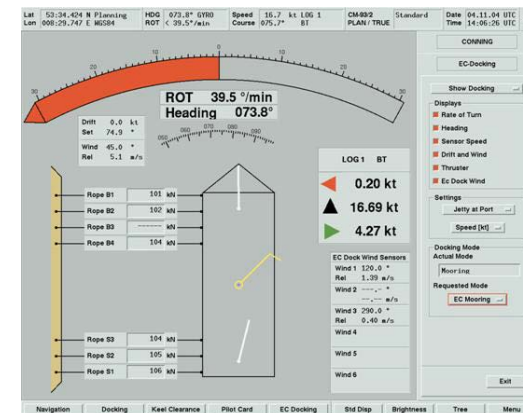 Lat 53:34.424 N Planning HDG 073.8° GYRO Speed 16.7 kt LOG 1 CM-93/2 Standard Date 04.11.04 UTC
Lon 008:29.747 E WGS84 ROT < 39.5°/min Course 075.7° BT PLAN / TRUE Time 14:06:26 UTC
CONNING
EC-Docking
Show Docking
Displays
Rate of Turn
Heading
Sensor Speed
Drift and Wind
Thruster
Ec Dock Wind
Settings
Jetty at Port
Speed [kt]
Docking Mode
Actual Mode
Mooring
Requested Mode
EC Mooring
Exit
30 20 10 0 10 20 30
ROT 39.5 °/min
Heading 073.8°
050 060 070 080 090
Drift 0.0 kt
Set 74.9 °
Wind 45.0 °
Rel 5.1 m/s
LOG 1 BT
0.20 kt
16.69 kt
4.27 kt
Rope B1 101 kN
Rope B2 102 kN
Rope B3 ------ kN
Rope B4 104 kN
Rope S3 104 kN
Rope S2 105 kN
Rope S1 106 kN
EC Dock Wind Sensors
Wind 1 120.0 °
Rel 1.39 m/s
Wind 2 ---.- °
--.-- m/s
Wind 3 290.0 °
Rel 0.40 m/s
Wind 4
Wind 5
Wind 6
Navigation Docking Keel Clearance Pilot Card EC Docking Std Disp Brightness Tree Menu